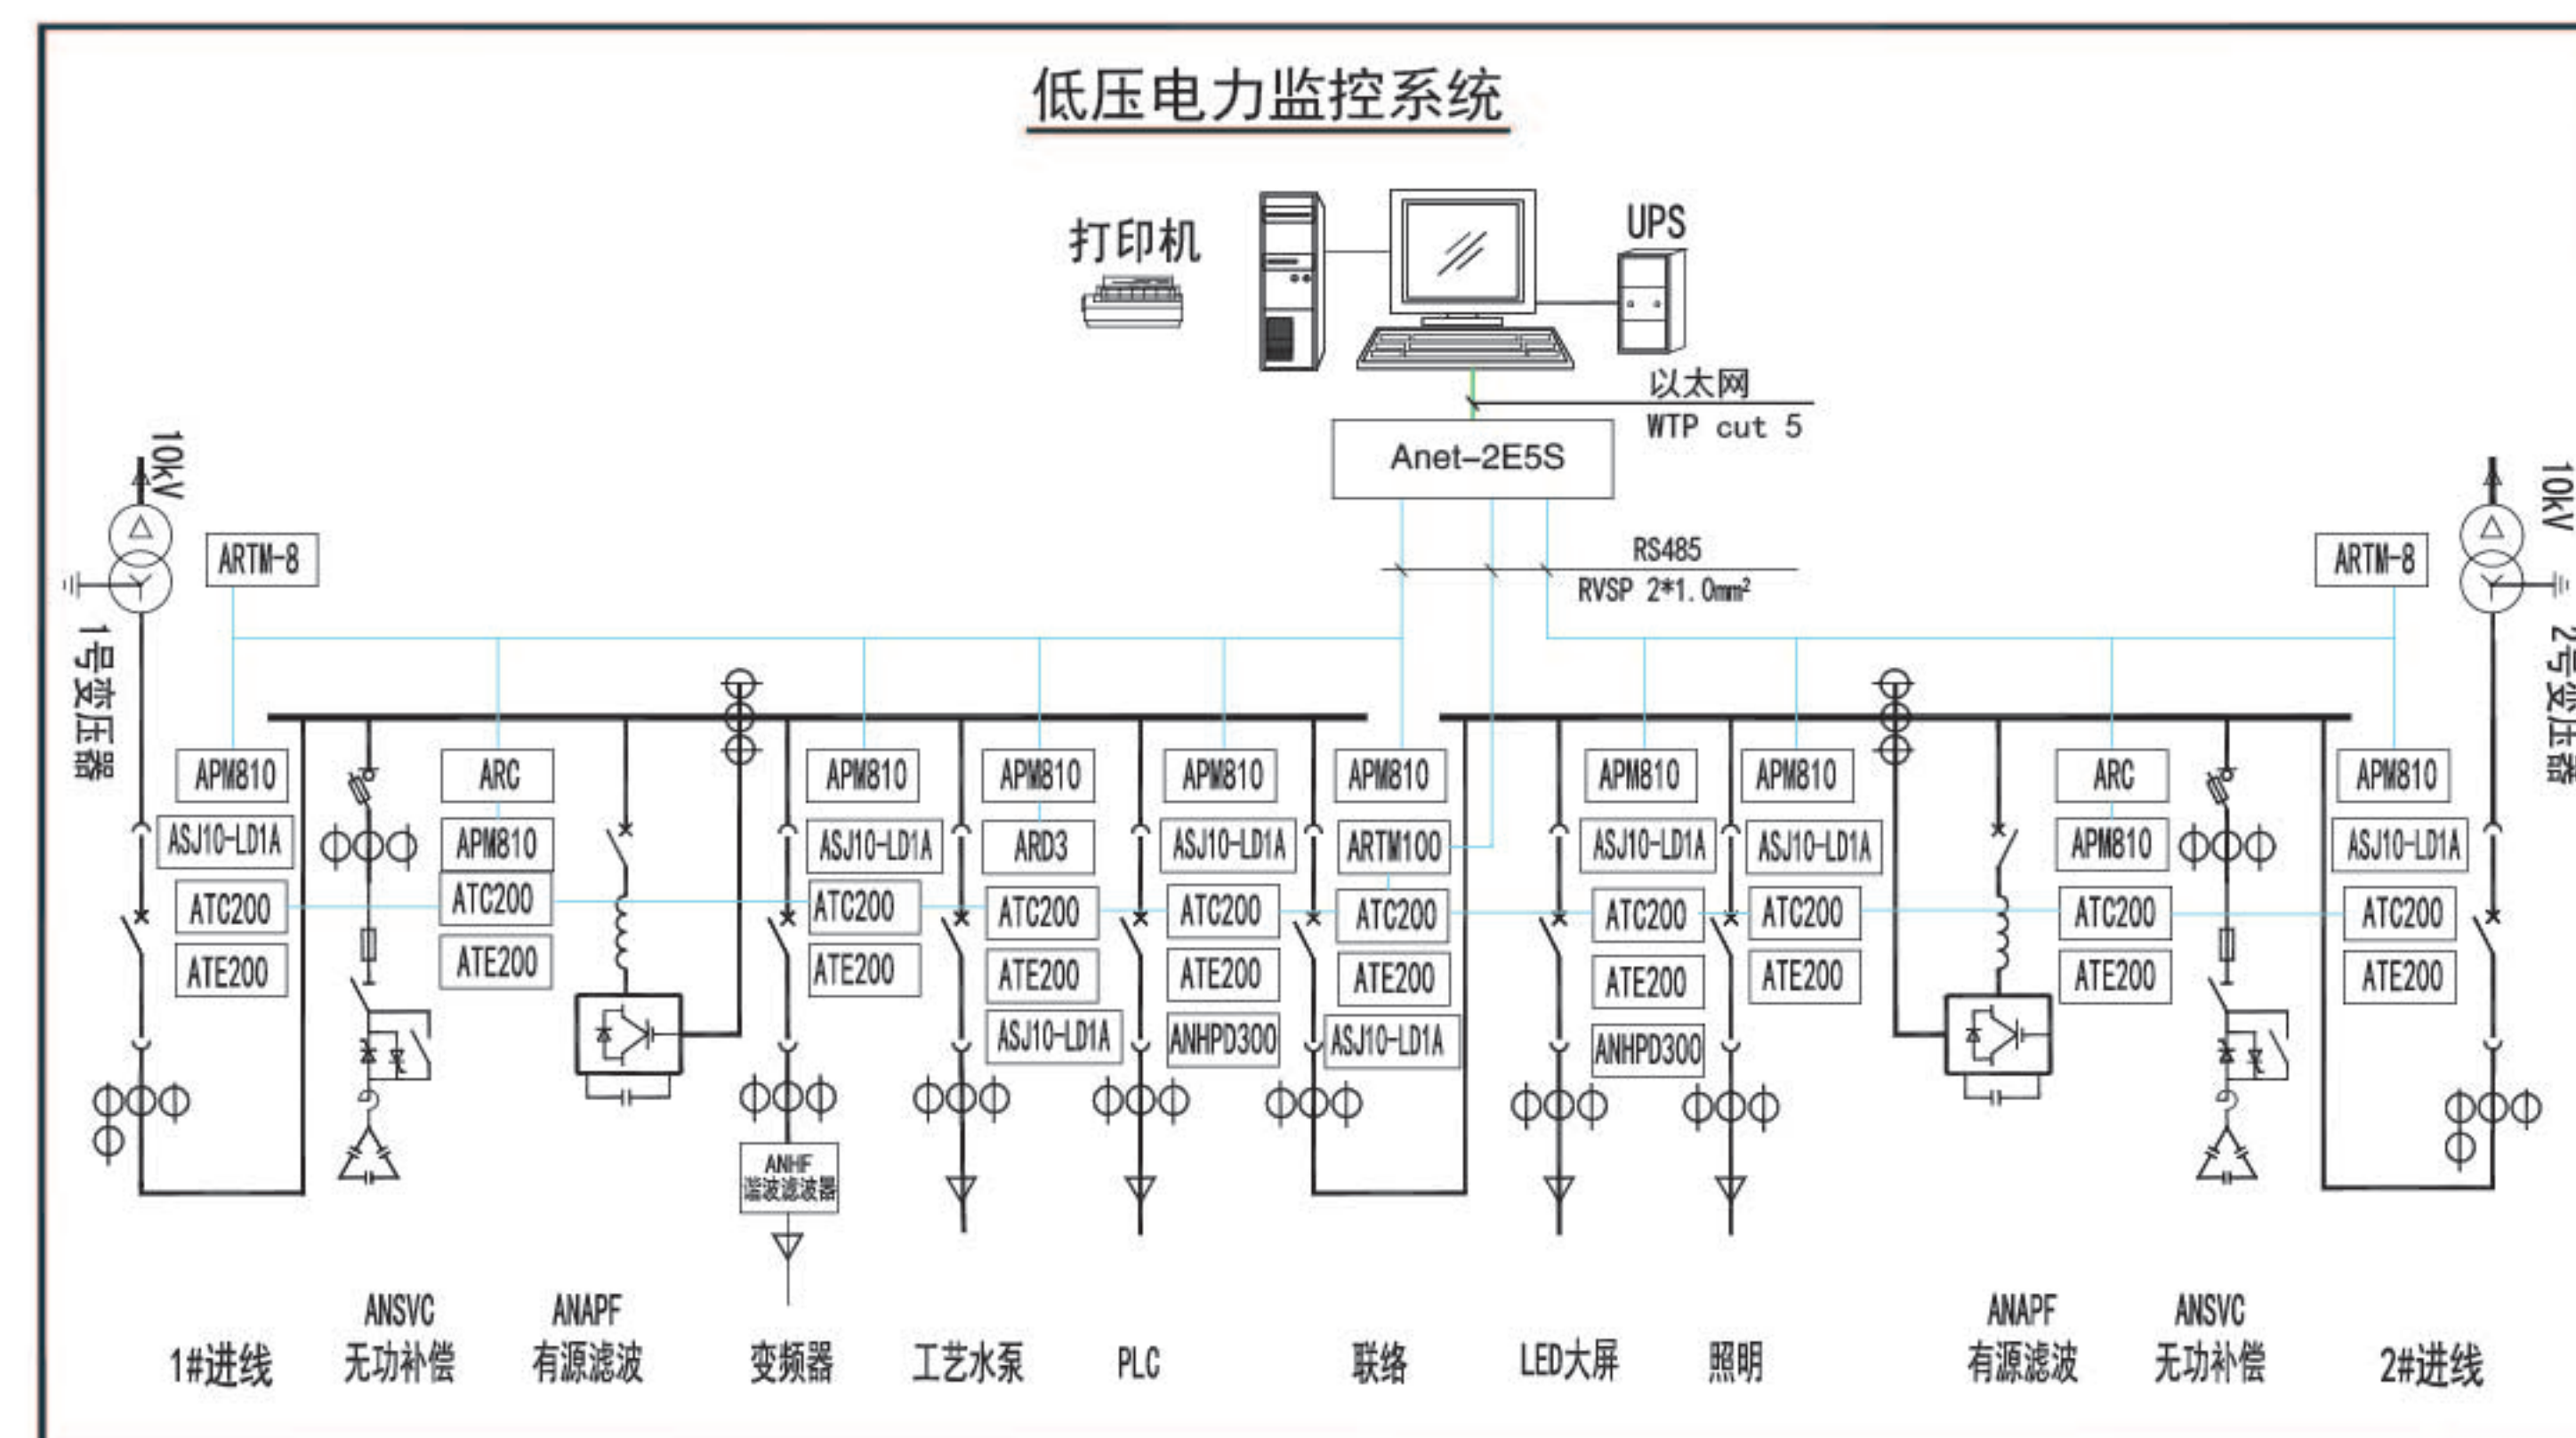 低压电力监控系统
打印机
UPS
以太网
WTP cut 5
Anet-2E5S
RS485
RVSP 2*1.0mm²
10kV
1号变压器
ARTM-8
10kV
2号变压器
ARTM-8
APM810
ASJ10-LD1A
ATC200
ATE200
ARC
APM810
ATC200
ATE200
APM810
ASJ10-LD1A
ATC200
ATE200
ANHF
谐波滤波器
APM810
ARD3
ATC200
ATE200
ASJ10-LD1A
APM810
ASJ10-LD1A
ATC200
ATE200
ANHPD300
APM810
ARTM100
ATC200
ATE200
ASJ10-LD1A
APM810
ASJ10-LD1A
ATC200
ATE200
ANHPD300
APM810
ASJ10-LD1A
ATC200
ATE200
ARC
APM810
ATC200
ATE200
APM810
ASJ10-LD1A
ATC200
ATE200
1#进线
ANSVC
无功补偿
ANAPF
有源滤波
变频器
工艺水泵
PLC
联络
LED大屏
照明
ANAPF
有源滤波
ANSVC
无功补偿
2#进线